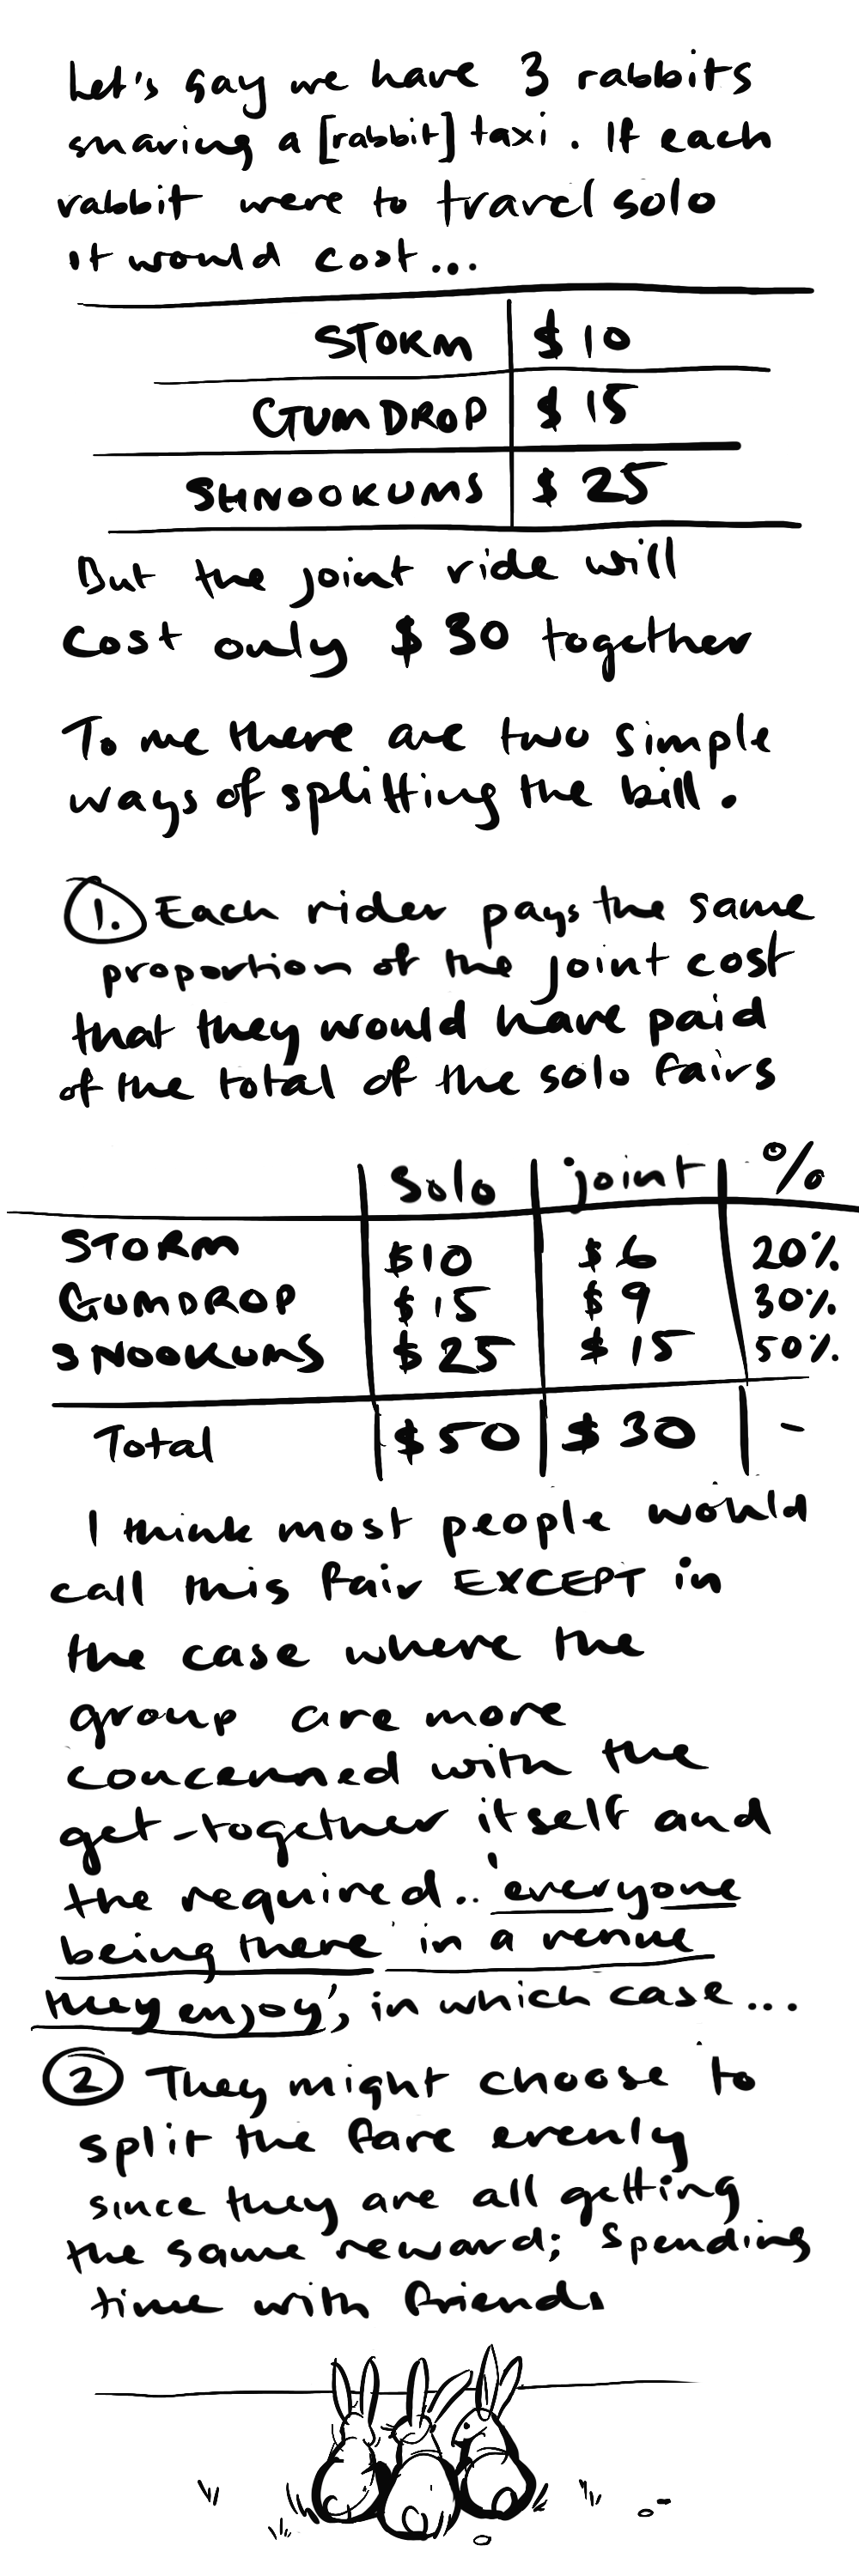 Let's say we have 3 rabbits
sharing a [rabbit] taxi. If each
rabbit were to travel solo
it would cost...
STORM $10
GUMDROP $15
SHNOOKUMS $25
But the joint ride will
cost only $30 together
To me there are two simple
ways of splitting the bill.
1. Each rider pays the same
proportion of the joint cost
that they would have paid
of the total of the solo fairs
Solo joint %
STORM $10 $6 20%
GUMDROP $15 $9 30%
SNOOKUMS $25 $15 50%
Total $50 $30 -
I think most people would
call this fair EXCEPT in
the case where the
group are more
concerned with the
get-together itself and
the required.. 'everyone
being there in a venue
they enjoy', in which case...
2 They might choose to
split the fare evenly
since they are all getting
the same reward; spending
time with friends